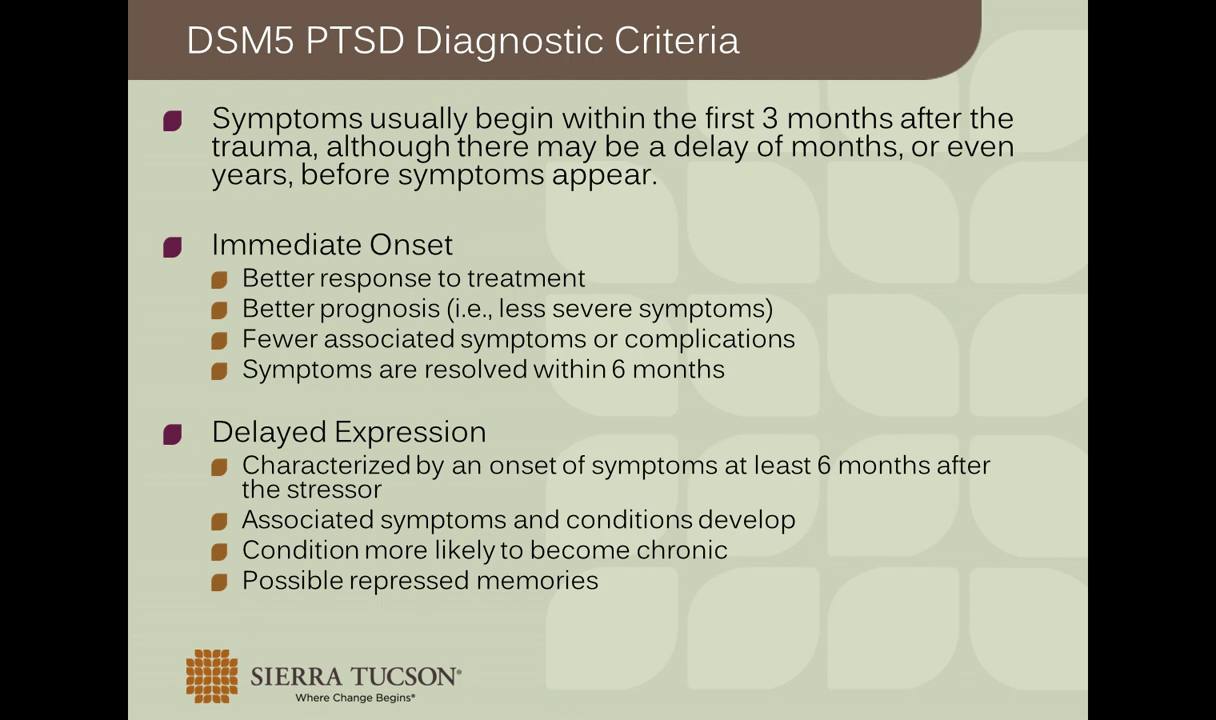 DSM5 PTSD Diagnostic Criteria
Symptoms usually begin within the first 3 months after the
trauma, although there may be a delay of months, or even
years, before symptoms appear.
Immediate Onset
Better response to treatment
Better prognosis (i.e., less severe symptoms)
Fewer associated symptoms or complications
Symptoms are resolved within 6 months
Delayed Expression
Characterized by an onset of symptoms at least 6 months after
the stressor
Associated symptoms and conditions develop
Condition more likely to become chronic
Possible repressed memories
SIERRA TUCSON®
Where Change Begins®